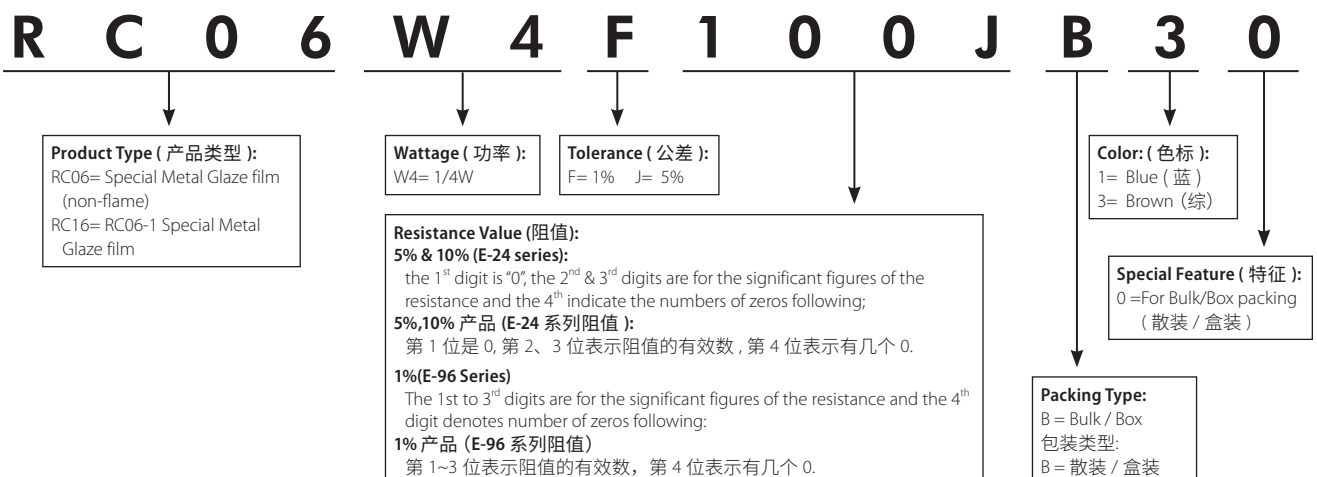 R C 0 6 W 4 F 1 0 0 J B 3 0
Product Type ( 产品类型 ):
RC06= Special Metal Glaze film
(non-flame)
RC16= RC06-1 Special Metal
Glaze film
Wattage ( 功率 ):
W4= 1/4W
Tolerance ( 公差 ):
F= 1% J= 5%
Resistance Value (阻值):
5% & 10% (E-24 series):
the 1st digit is "0", the 2nd & 3rd digits are for the significant figures of the
resistance and the 4th indicate the numbers of zeros following;
5%,10% 产品 (E-24 系列阻值 ):
第 1 位是 0, 第 2、3 位表示阻值的有效数 , 第 4 位表示有几个 0.
1%(E-96 Series)
The 1st to 3rd digits are for the significant figures of the resistance and the 4th
digit denotes number of zeros following:
1% 产品（E-96 系列阻值）
第 1~3 位表示阻值的有效数，第 4 位表示有几个 0.
Color: ( 色标 ):
1= Blue ( 蓝 )
3= Brown（综）
Special Feature ( 特征 ):
0 =For Bulk/Box packing
( 散装 / 盒装 )
Packing Type:
B = Bulk / Box
包装类型:
B = 散装 / 盒装